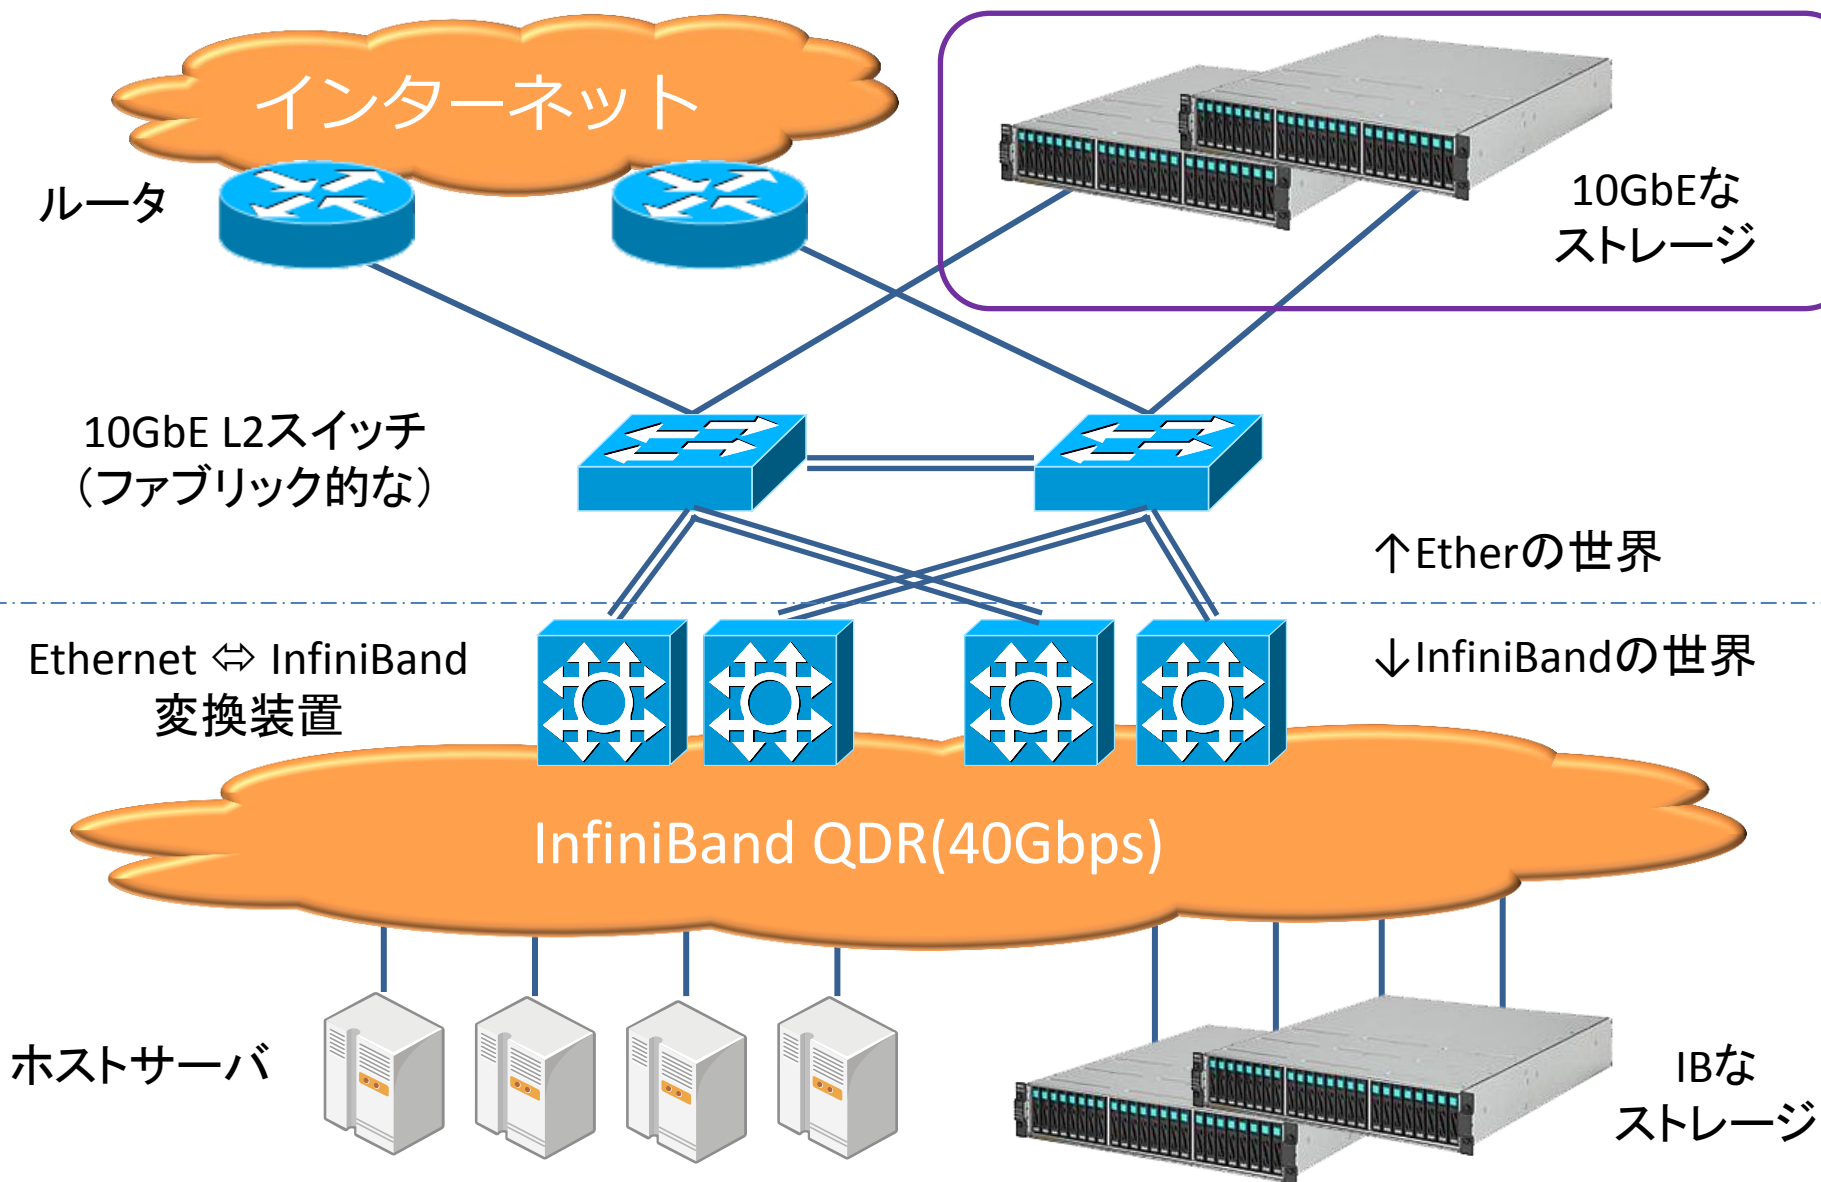 インターネット
ルータ
10GbEな
ストレージ
10GbE L2スイッチ
（ファブリック的な）
↑Etherの世界
Ethernet ⇔ InfiniBand
変換装置
↓InfiniBandの世界
InfiniBand QDR(40Gbps)
ホストサーバ
IBな
ストレージ